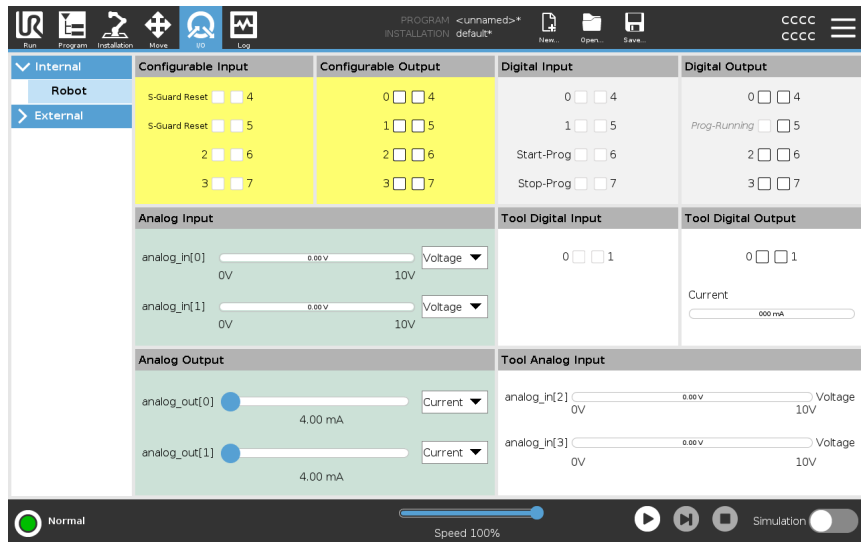 UR
PROGRAM <unnamed>*
INSTALLATION default*
CCCC
CCCC
Run Program Installation Move I/O Log New... Open... Save...
Internal
Robot
External
Configurable Input
S-Guard Reset 4
S-Guard Reset 5
2 6
3 7
Configurable Output
0 4
1 5
2 6
3 7
Digital Input
0 4
1 5
Start-Prog 6
Stop-Prog 7
Digital Output
0 4
Prog-Running 5
2 6
3 7
Analog Input
analog_in[0] 0.00 V Voltage
0V 10V
analog_in[1] 0.00 V Voltage
0V 10V
Tool Digital Input
0 1
Tool Digital Output
0 1
Current
000 mA
Analog Output
analog_out[0] Current
4.00 mA
analog_out[1] Current
4.00 mA
Tool Analog Input
analog_in[2] 0.00 V Voltage
0V 10V
analog_in[3] 0.00 V Voltage
0V 10V
Normal
Speed 100%
Simulation